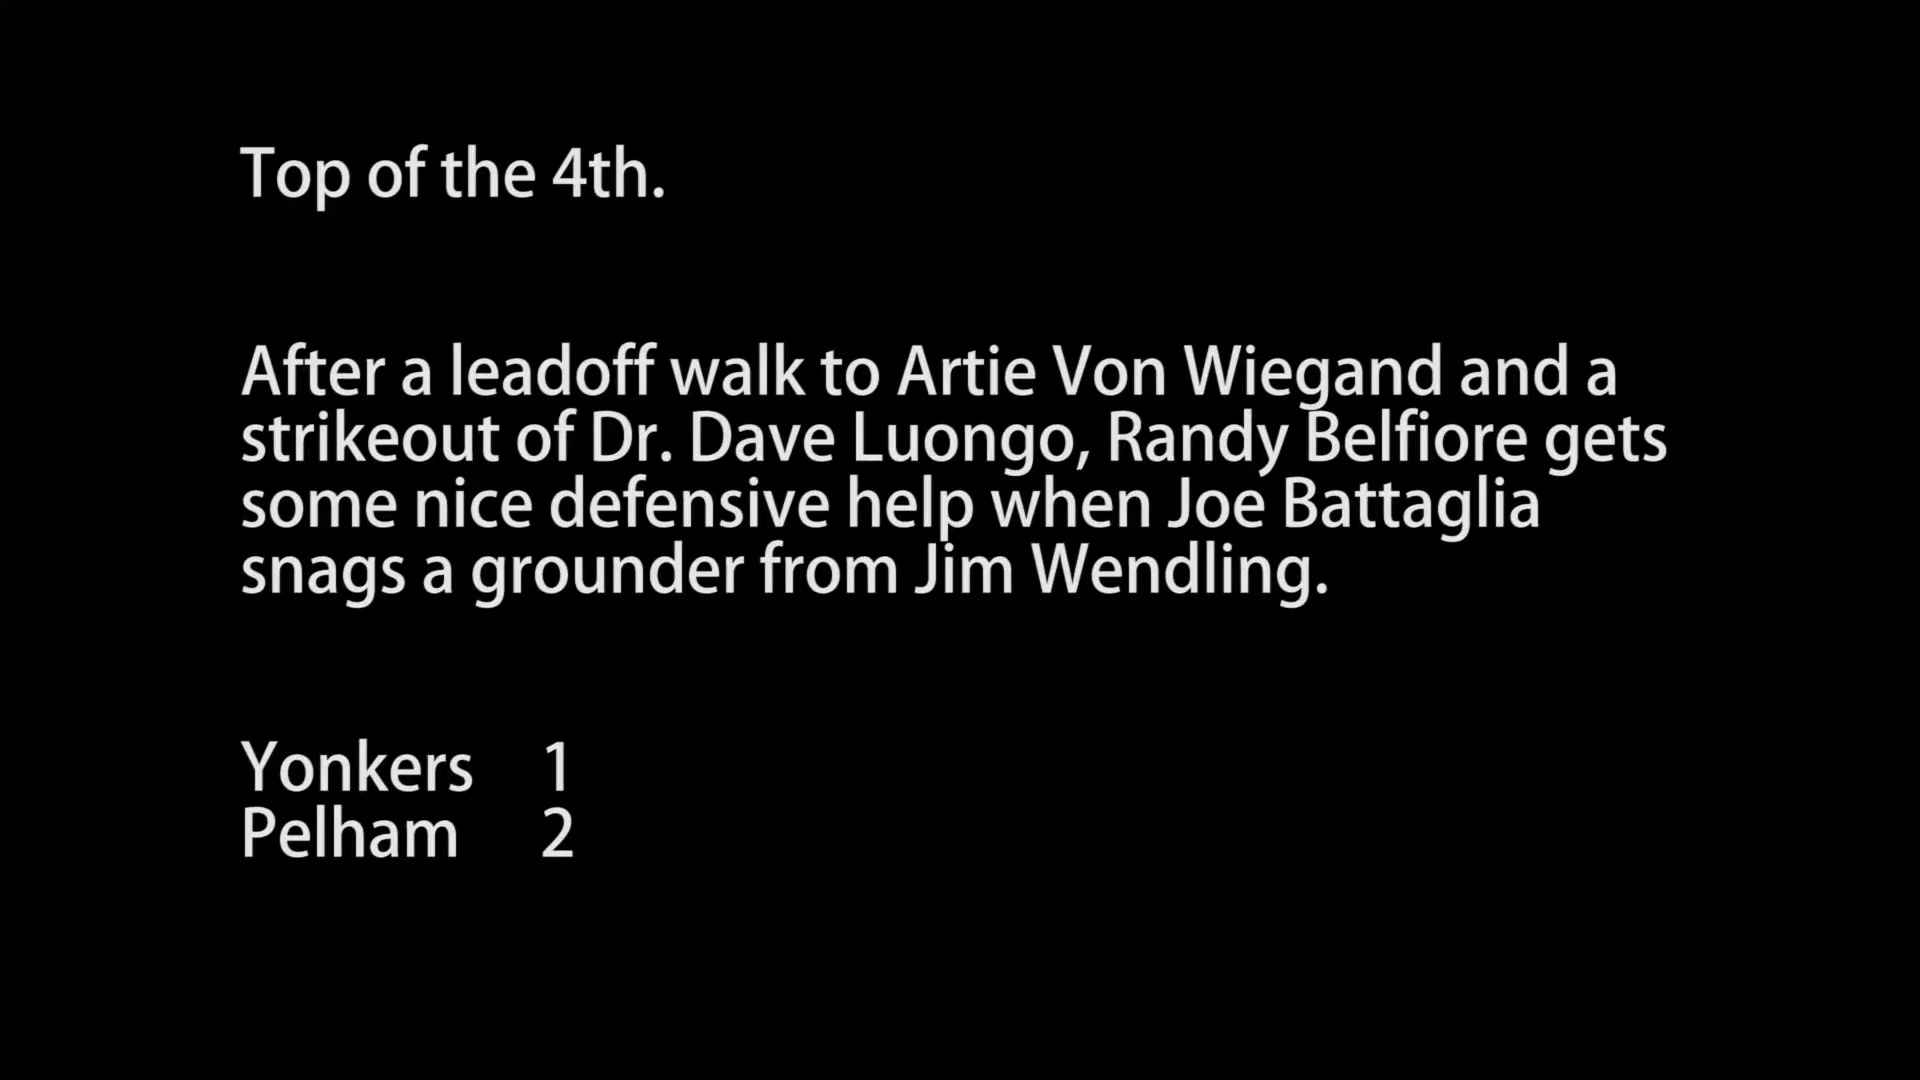 Top of the 4th.
After a leadoff walk to Artie Von Wiegand and a
strikeout of Dr. Dave Luongo, Randy Belfiore gets
some nice defensive help when Joe Battaglia
snags a grounder from Jim Wendling.
Yonkers 1
Pelham 2